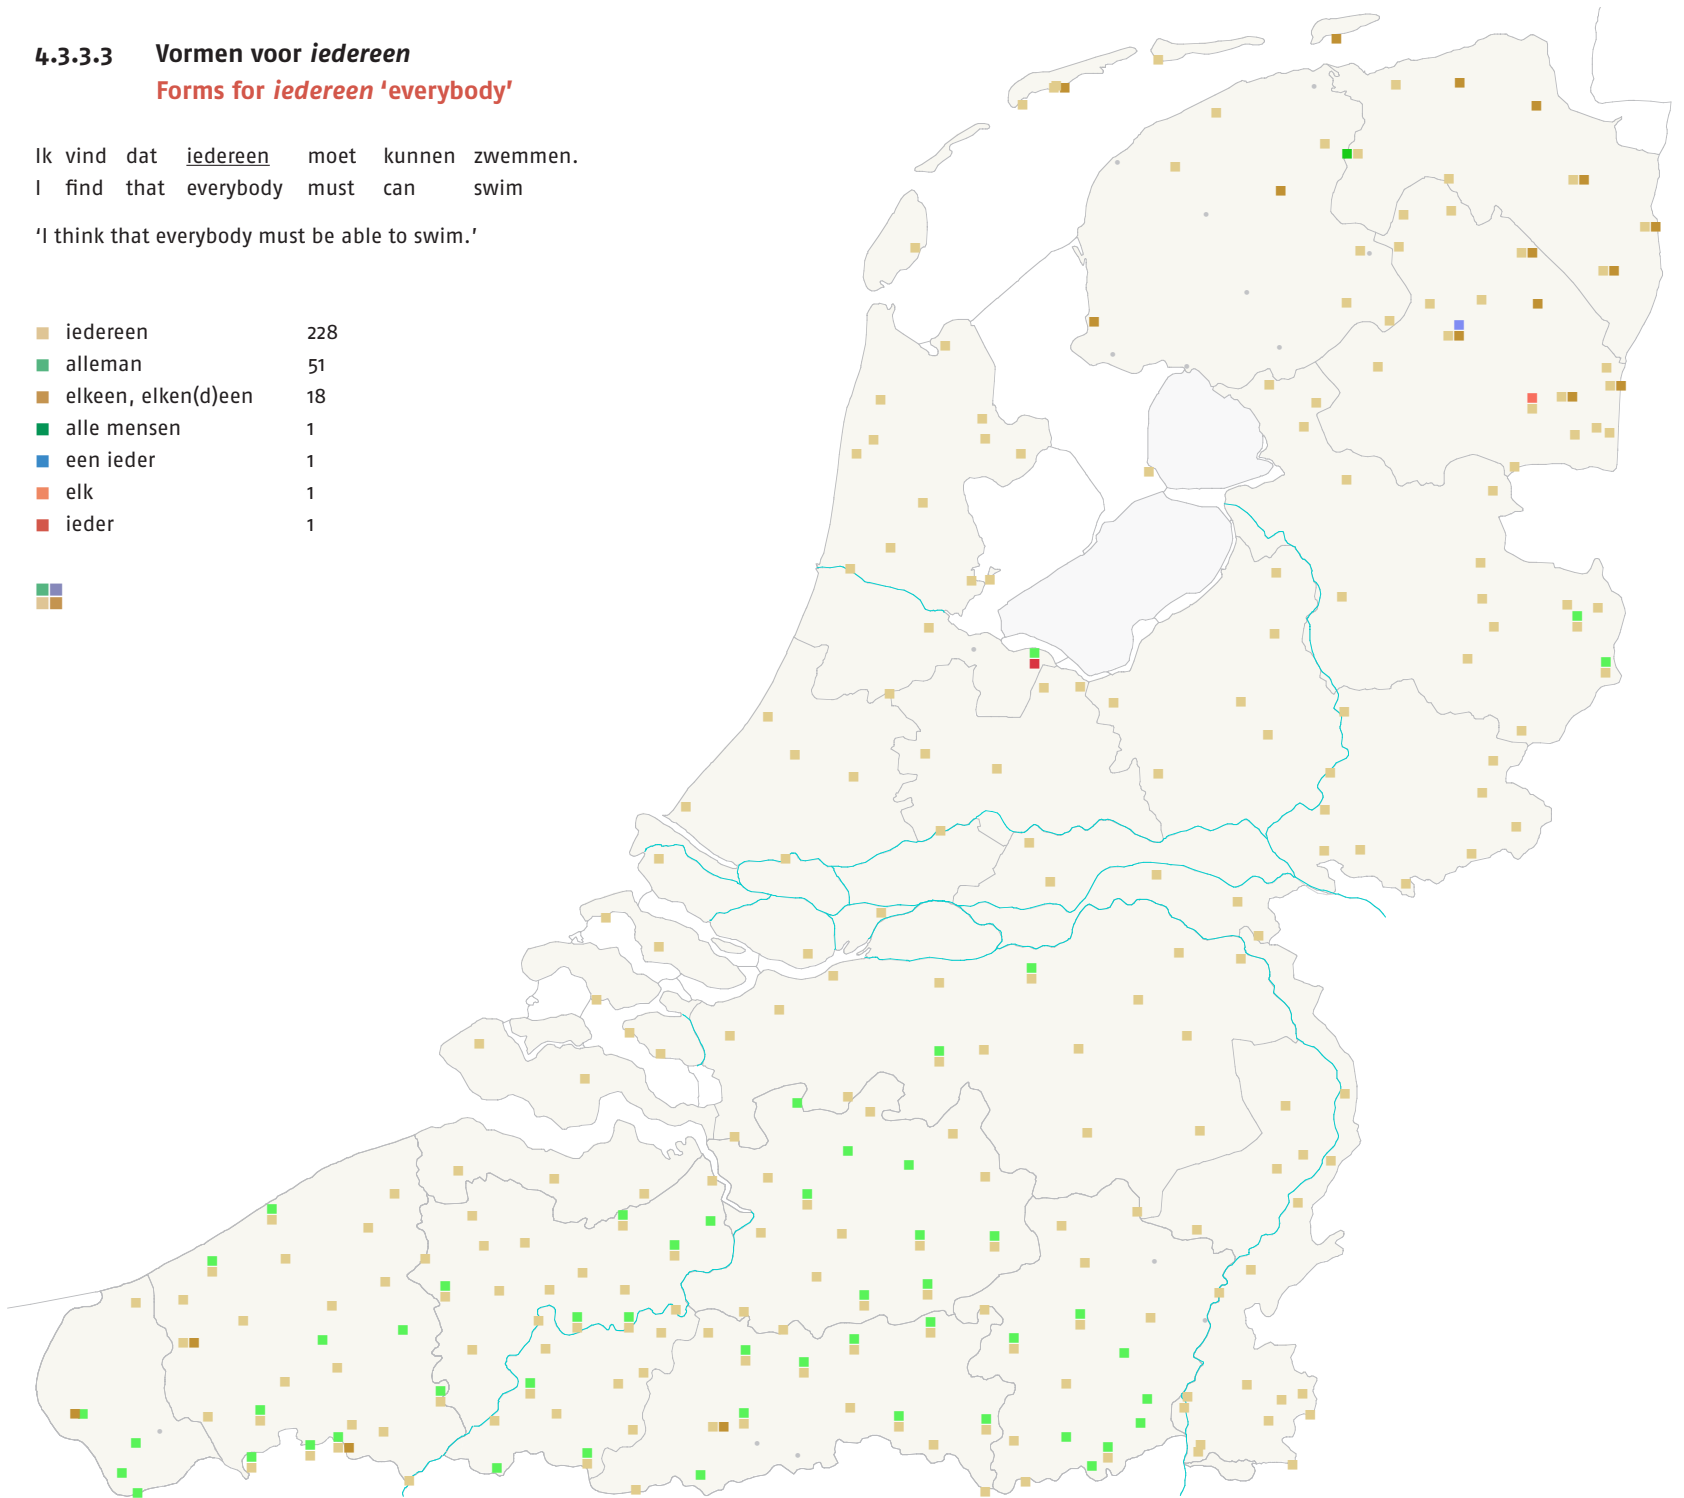 4.3.3.3 Vormen voor iedereen
Forms for iedereen ‘everybody’
Ik vind dat iedereen moet kunnen zwemmen.
I find that everybody must can swim
‘I think that everybody must be able to swim.’
iedereen 228
alleman 51
elkeen, elken(d)een 18
alle mensen 1
een ieder 1
elk 1
ieder 1